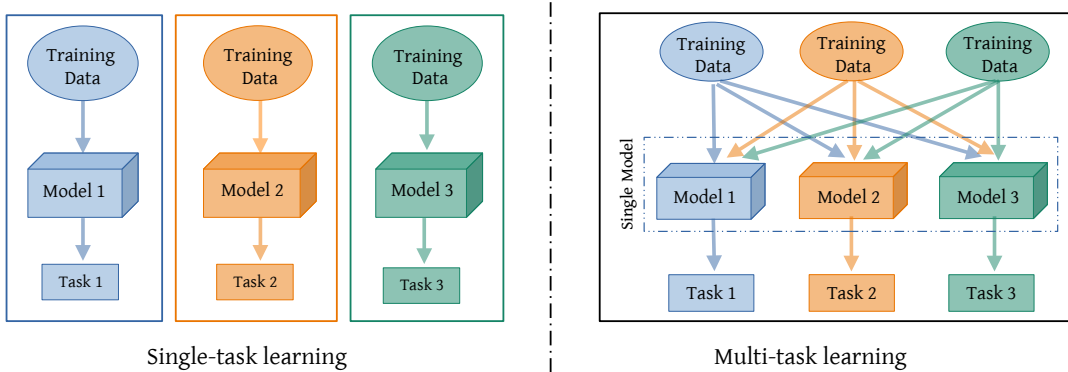 Training
Data
Training
Data
Training
Data
Model 1
Model 2
Model 3
Task 1
Task 2
Task 3
Single-task learning
Training
Data
Training
Data
Training
Data
Single Model
Model 1
Model 2
Model 3
Task 1
Task 2
Task 3
Multi-task learning